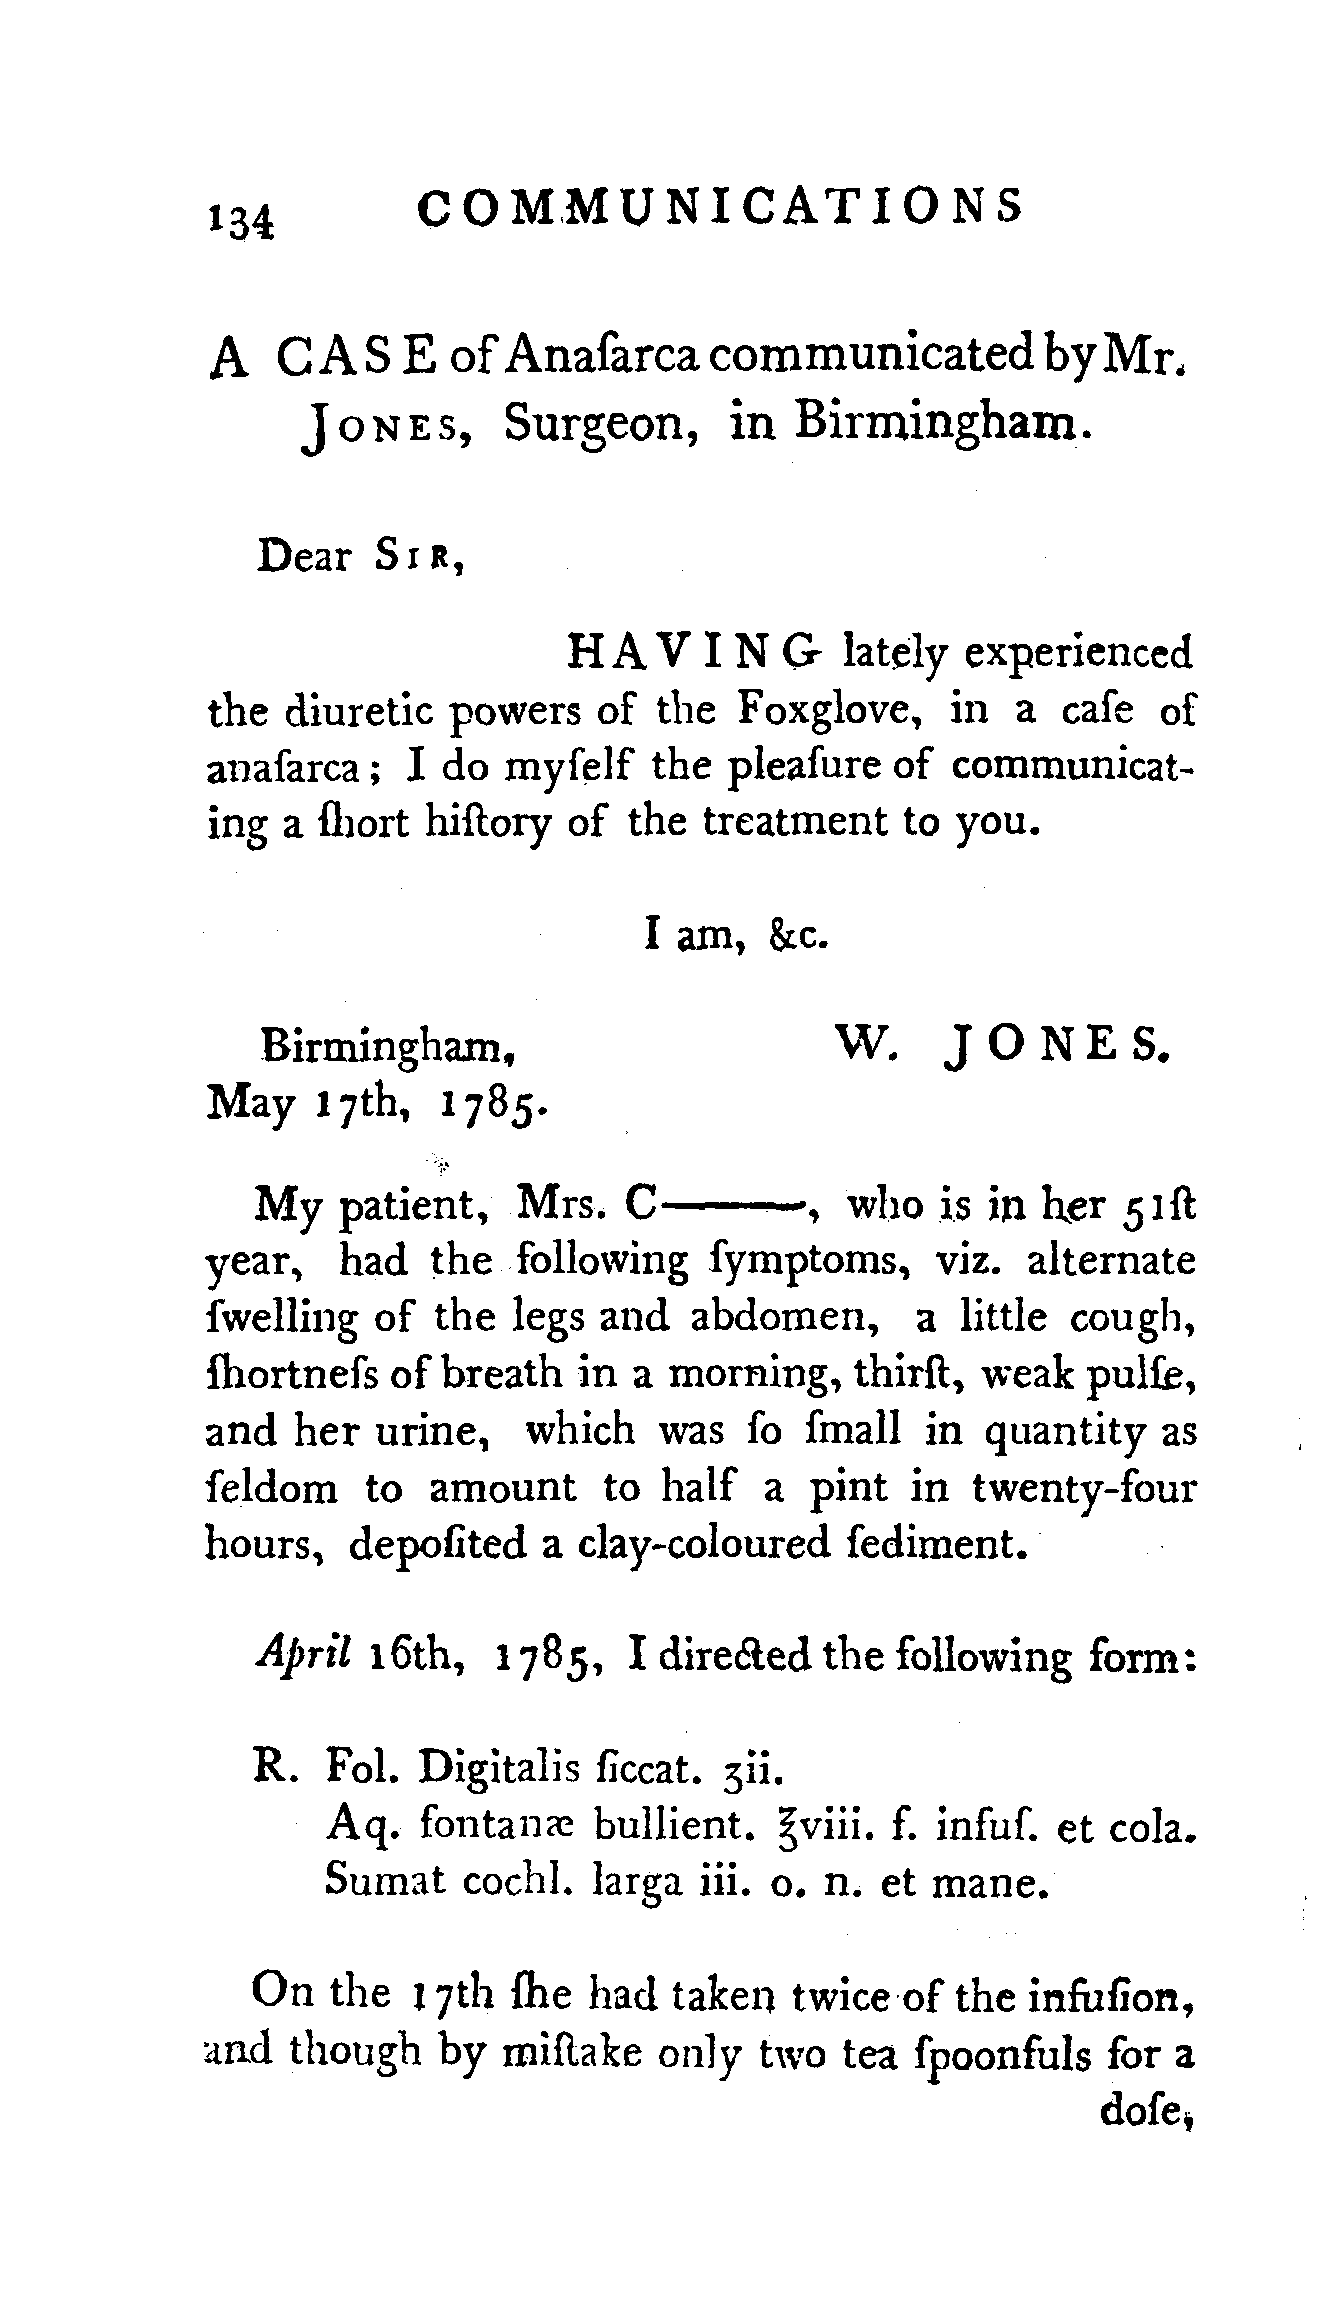 134 COMMUNICATIONS
A CASE of Anaſarca communicated by Mr.
JONES, Surgeon, in Birmingham.
Dear SIR,
HAVING lately experienced
the diuretic powers of the Foxglove, in a caſe of
anaſarca; I do myſelf the pleaſure of communicat-
ing a ſhort hiſtory of the treatment to you.
I am, &c.
Birmingham, W. JONES.
May 17th, 1785.
My patient, Mrs. C———, who is in her 51ſt
year, had the following ſymptoms, viz. alternate
ſwelling of the legs and abdomen, a little cough,
ſhortneſs of breath in a morning, thirſt, weak pulſe,
and her urine, which was ſo ſmall in quantity as
ſeldom to amount to half a pint in twenty-four
hours, depoſited a clay-coloured ſediment.
April 16th, 1785, I directed the following form:
R. Fol. Digitalis ſiccat. ʒii.
Aq. fontanæ bullient. ℥viii. f. infuſ. et cola.
Sumat cochl. larga iii. o. n. et mane.
On the 17th ſhe had taken twice of the infuſion,
and though by miſtake only two tea ſpoonfuls for a
doſe,